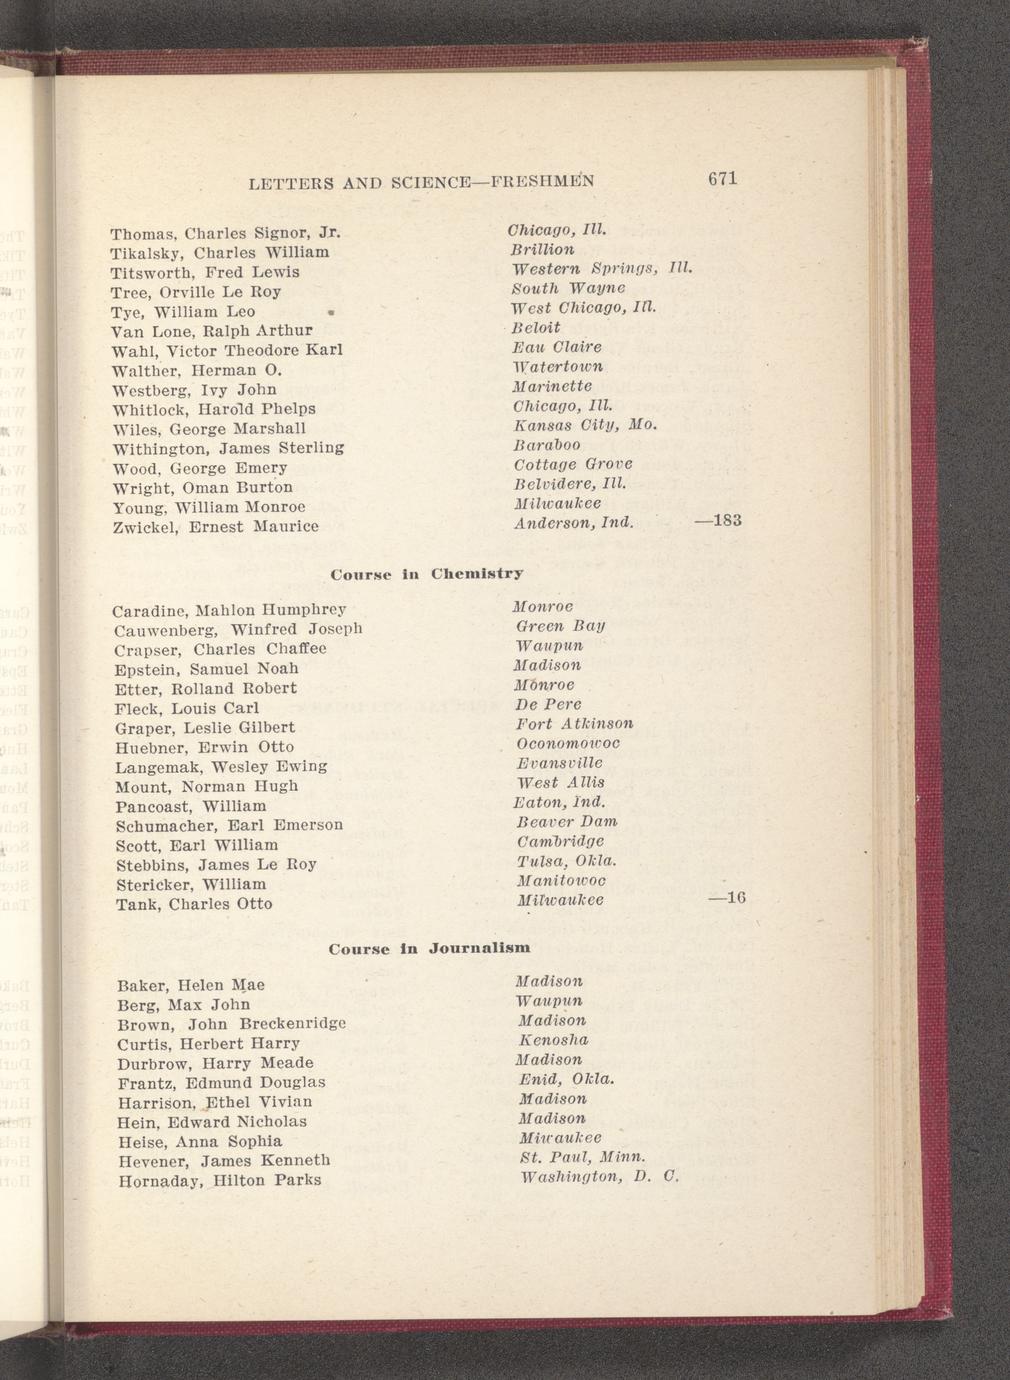 LETTERS AND SCIENCE—FRESHMEN 671
Thomas, Charles Signor, Jr. Chicago, Ill.
Tikalsky, Charles William Brillion
Titsworth, Fred Lewis Western Springs, Ill.
Tree, Orville Le Roy South Wayne
Tye, William Leo West Chicago, Ill.
Van Lone, Ralph Arthur Beloit
Wahl, Victor Theodore Karl Eau Claire
Walther, Herman O. Watertown
Westberg, Ivy John Marinette
Whitlock, Harold Phelps Chicago, Ill.
Wiles, George Marshall Kansas City, Mo.
Withington, James Sterling Baraboo
Wood, George Emery Cottage Grove
Wright, Oman Burton Belvidere, Ill.
Young, William Monroe Milwaukee
Zwickel, Ernest Maurice Anderson, Ind. —183
Course in Chemistry
Caradine, Mahlon Humphrey Monroe
Cauwenberg, Winfred Joseph Green Bay
Crapser, Charles Chaffee Waupun
Epstein, Samuel Noah Madison
Etter, Rolland Robert Monroe
Fleck, Louis Carl De Pere
Graper, Leslie Gilbert Fort Atkinson
Huebner, Erwin Otto Oconomowoc
Langemak, Wesley Ewing Evansville
Mount, Norman Hugh West Allis
Pancoast, William Eaton, Ind.
Schumacher, Earl Emerson Beaver Dam
Scott, Earl William Cambridge
Stebbins, James Le Roy Tulsa, Okla.
Stericker, William Manitowoc
Tank, Charles Otto Milwaukee —16
Course in Journalism
Baker, Helen Mae Madison
Berg, Max John Waupun
Brown, John Breckenridge Madison
Curtis, Herbert Harry Kenosha
Durbrow, Harry Meade Madison
Frantz, Edmund Douglas Enid, Okla.
Harrison, Ethel Vivian Madison
Hein, Edward Nicholas Madison
Heise, Anna Sophia Miwaukee
Hevener, James Kenneth St. Paul, Minn.
Hornaday, Hilton Parks Washington, D. C.